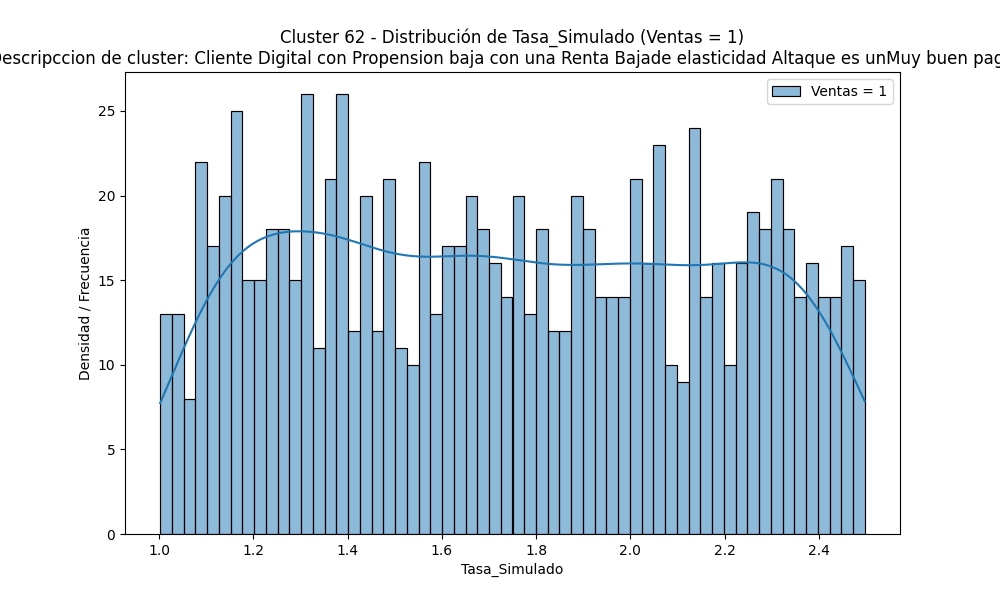 Cluster 62 - Distribución de Tasa_Simulado (Ventas = 1)
escripccion de cluster: Cliente Digital con Propension baja con una Renta Bajade elasticidad Altaque es unMuy buen pag
Ventas = 1
25
20
15
10
5
0
Densidad / Frecuencia
1.0 1.2 1.4 1.6 1.8 2.0 2.2 2.4
Tasa_Simulado